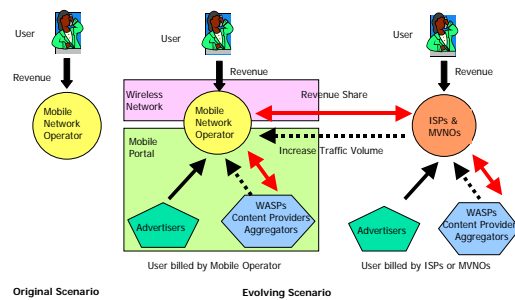 User
User
User
Revenue
Revenue
Revenue
Wireless
Network
Revenue Share
Mobile
Network
Operator
Mobile
Network
Operator
ISPs &
MVNOs
Mobile
Portal
Increase Traffic Volume
Advertisers
WASPs
Content Providers
Aggregators
Advertisers
WASPs
Content Providers
Aggregators
User billed by Mobile Operator
User billed by ISPs or MVNOs
Original Scenario
Evolving Scenario